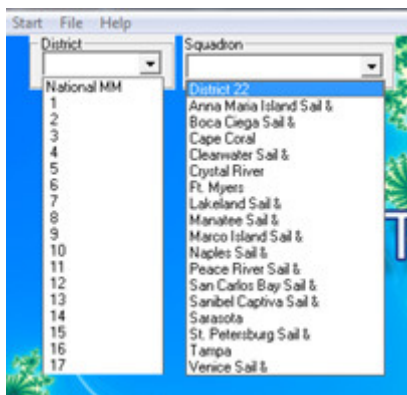 Start File Help
District
Squadron
National MM
1
2
3
4
5
6
7
8
9
10
11
12
13
14
15
16
17
District 22
Anna Maria Island Sail &
Boca Ciega Sail &
Cape Coral
Clearwater Sail &
Crystal River
Ft. Myers
Lakeland Sail &
Manatee Sail &
Marco Island Sail &
Naples Sail &
Peace River Sail &
San Carlos Bay Sail &
Sanibel Captiva Sail &
Sarasota
St. Petersburg Sail &
Tampa
Venice Sail &